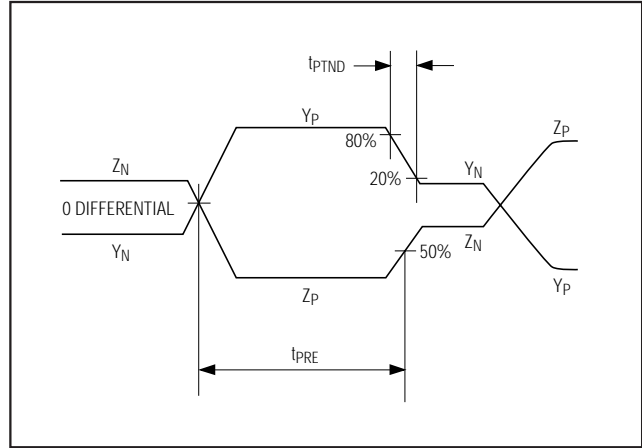 tPTND
YP
ZP
80%
ZN
YN
20%
0 DIFFERENTIAL
YN
ZN
50%
ZP
YP
tPRE